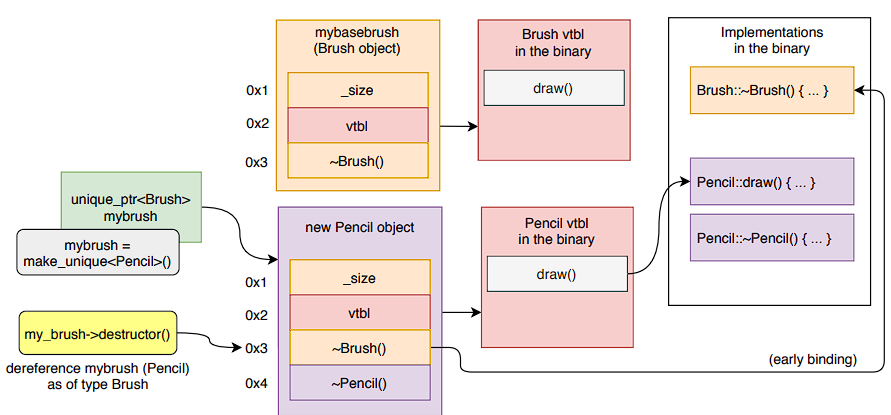 mybasebrush
(Brush object)
0x1
_size
0x2
vtbl
0x3
~Brush()
Brush vtbl
in the binary
draw()
Implementations
in the binary
Brush::~Brush() { ... }
Pencil::draw() { ... }
Pencil::~Pencil() { ... }
unique_ptr<Brush>
mybrush
mybrush =
make_unique<Pencil>()
new Pencil object
0x1
_size
0x2
vtbl
0x3
~Brush()
0x4
~Pencil()
Pencil vtbl
in the binary
draw()
my_brush->destructor()
dereference mybrush (Pencil)
as of type Brush
(early binding)